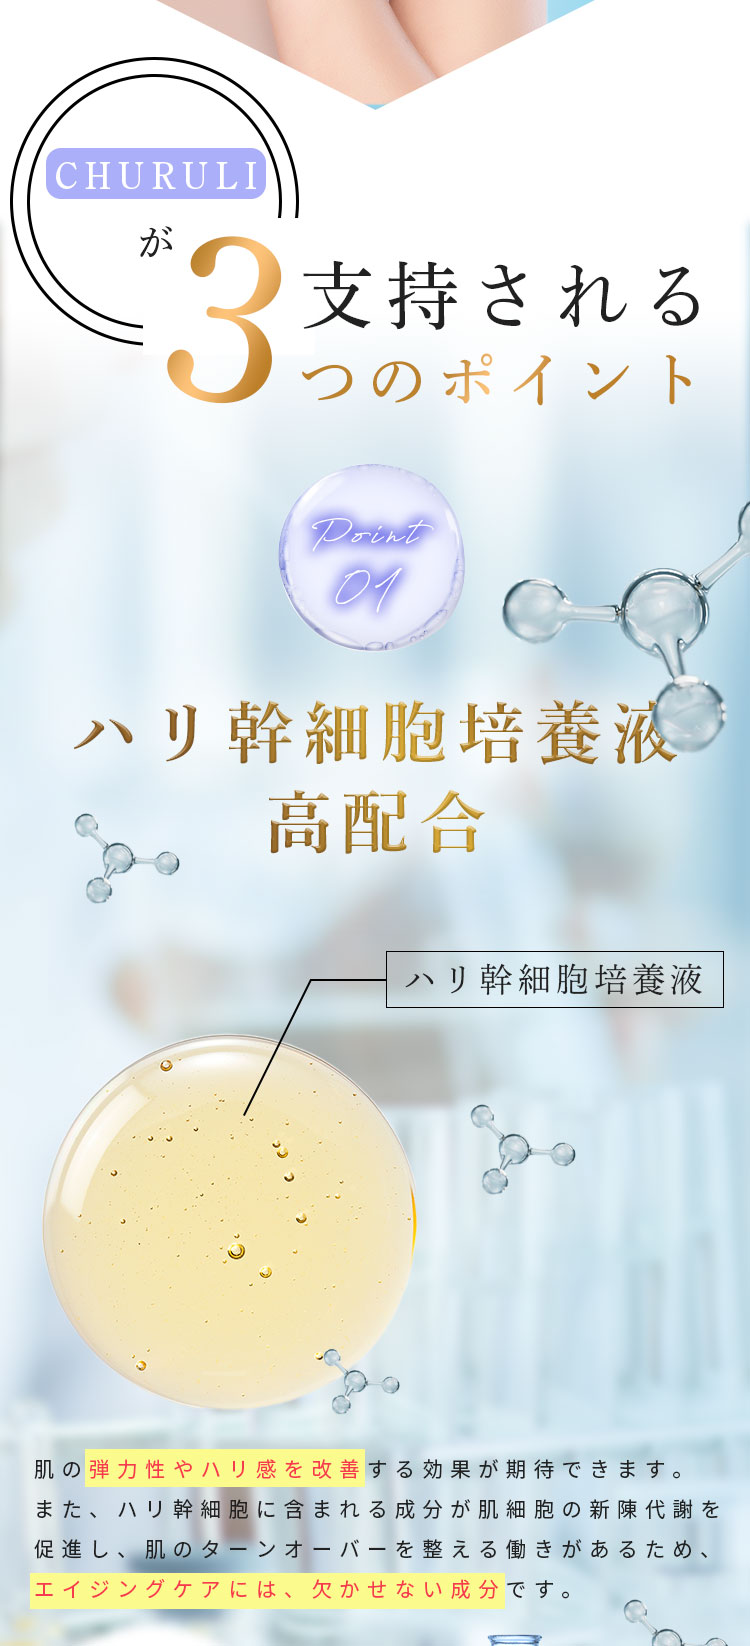 CHURULI
が
3 支持される
つのポイント
Point
01
ハリ幹細胞培養液
高配合
ハリ幹細胞培養液
肌の弾力性やハリ感を改善する効果が期待できます。
また、ハリ幹細胞に含まれる成分が肌細胞の新陳代謝を
促進し、肌のターンオーバーを整える働きがあるため、
エイジングケアには、欠かせない成分です。